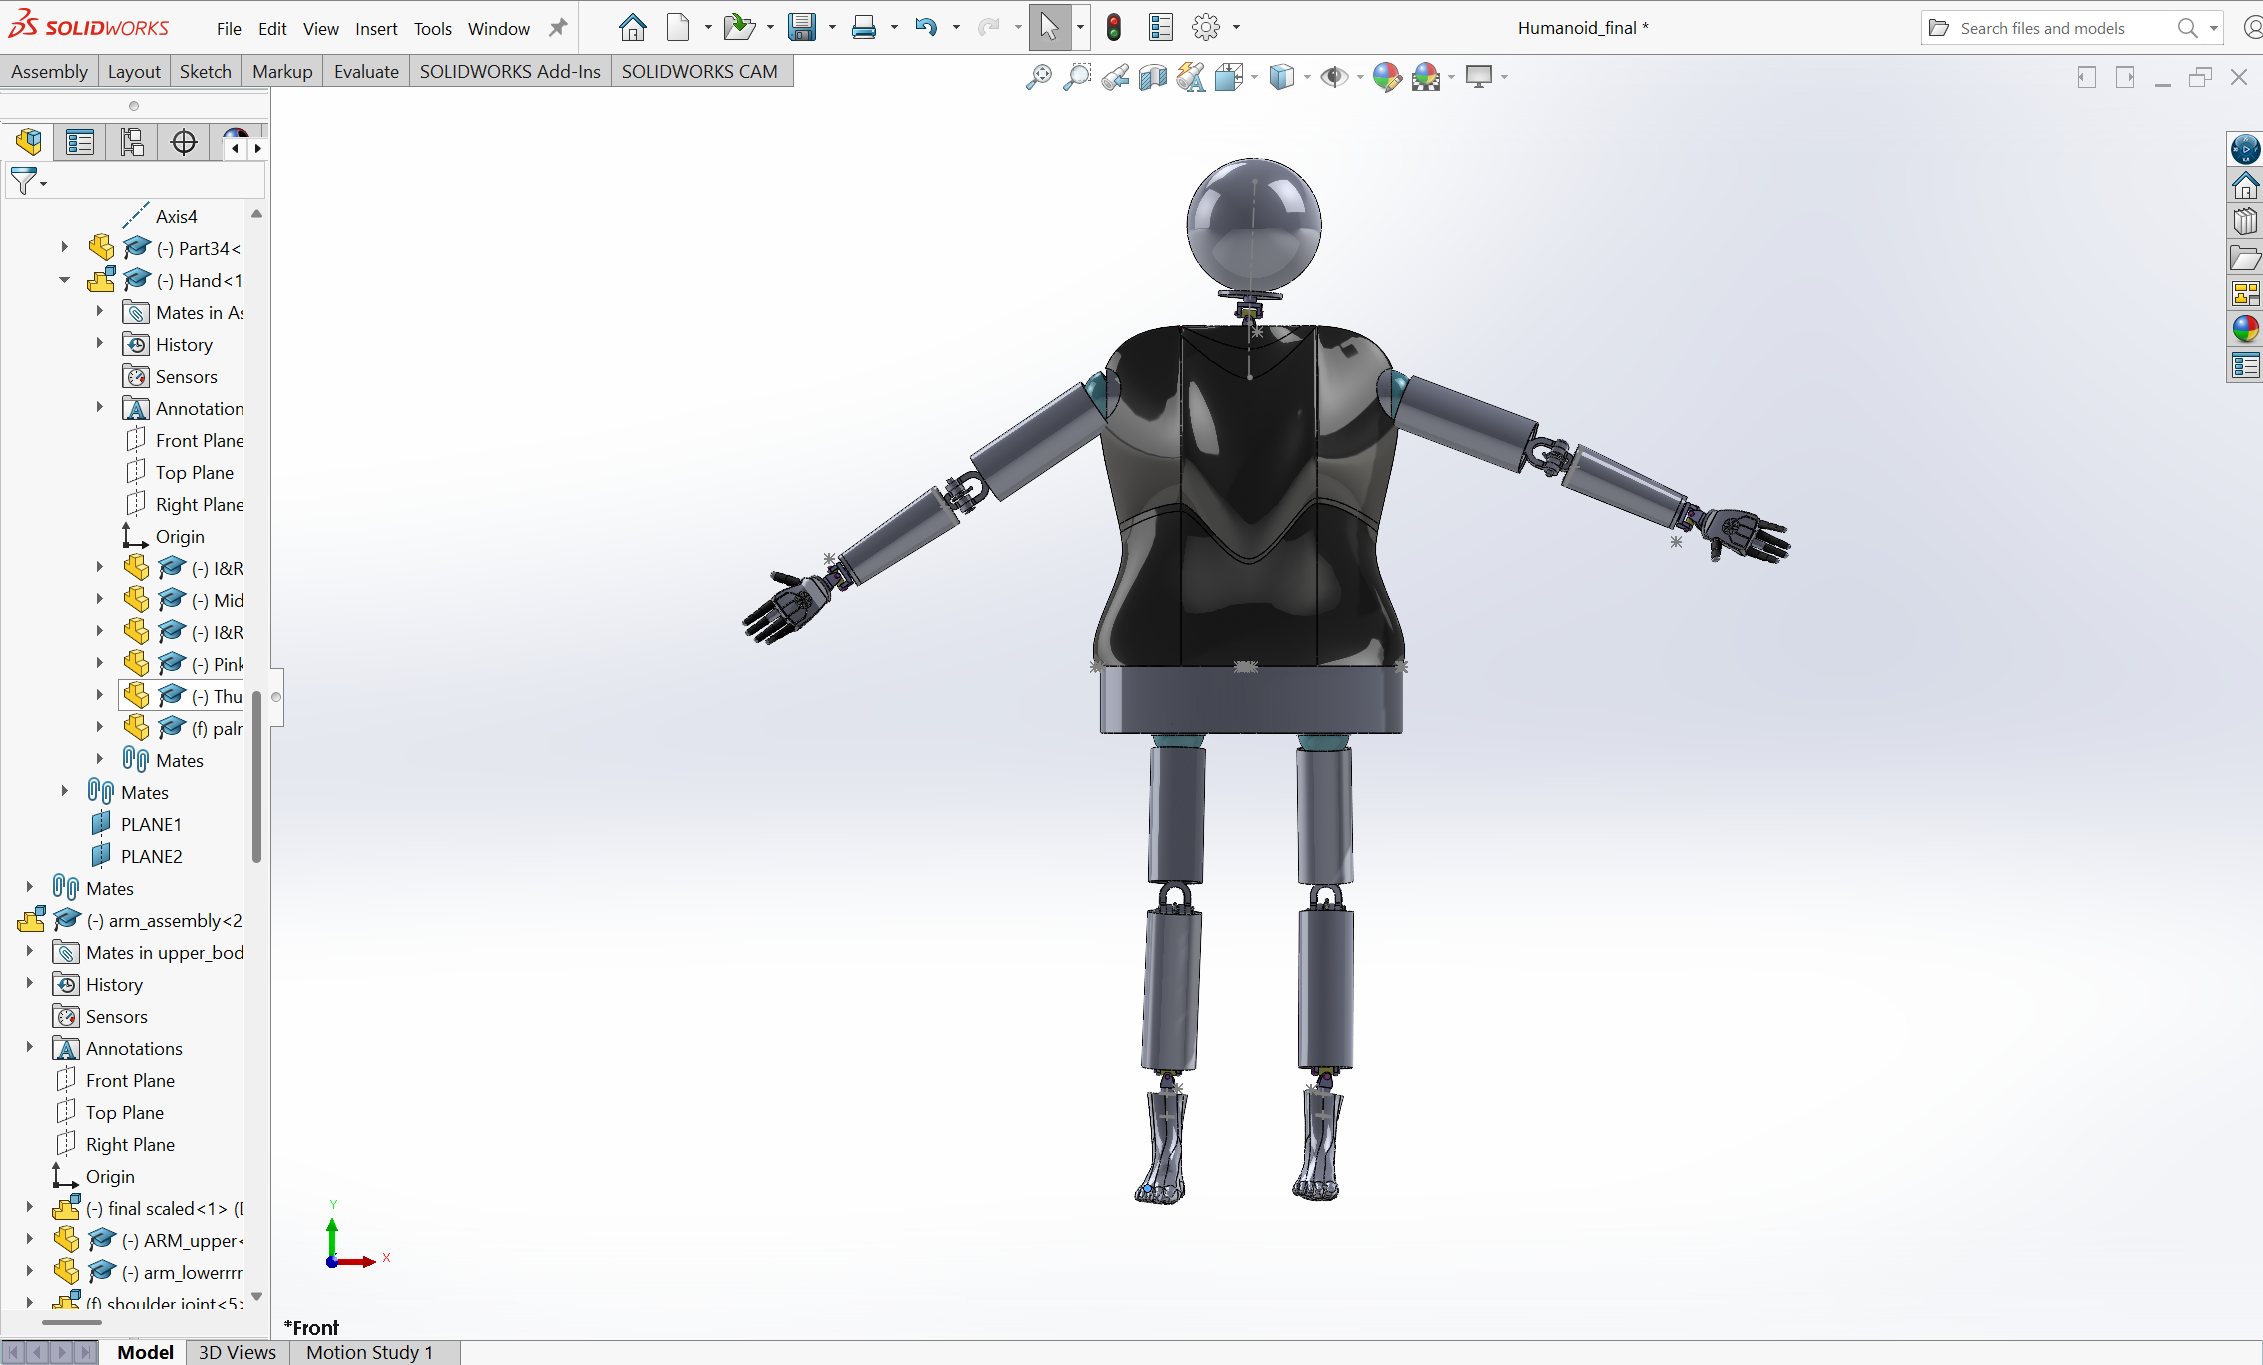 SOLIDWORKS
File Edit View Insert Tools Window
Humanoid_final *
Search files and models
Assembly Layout Sketch Markup Evaluate SOLIDWORKS Add-Ins SOLIDWORKS CAM
Axis4
(-) Part34<
(-) Hand<1
Mates in As
History
Sensors
Annotation
Front Plane
Top Plane
Right Plane
Origin
(-) I&R
(-) Mid
(-) I&R
(-) Pink
(-) Thu
(f) palr
Mates
Mates
PLANE1
PLANE2
Mates
(-) arm_assembly<2
Mates in upper_bod
History
Sensors
Annotations
Front Plane
Top Plane
Right Plane
Origin
(-) final scaled<1> (
(-) ARM_upper<
(-) arm_lowerrrr
(f) shoulder joint<5>
Y
X
*Front
Model 3D Views Motion Study 1